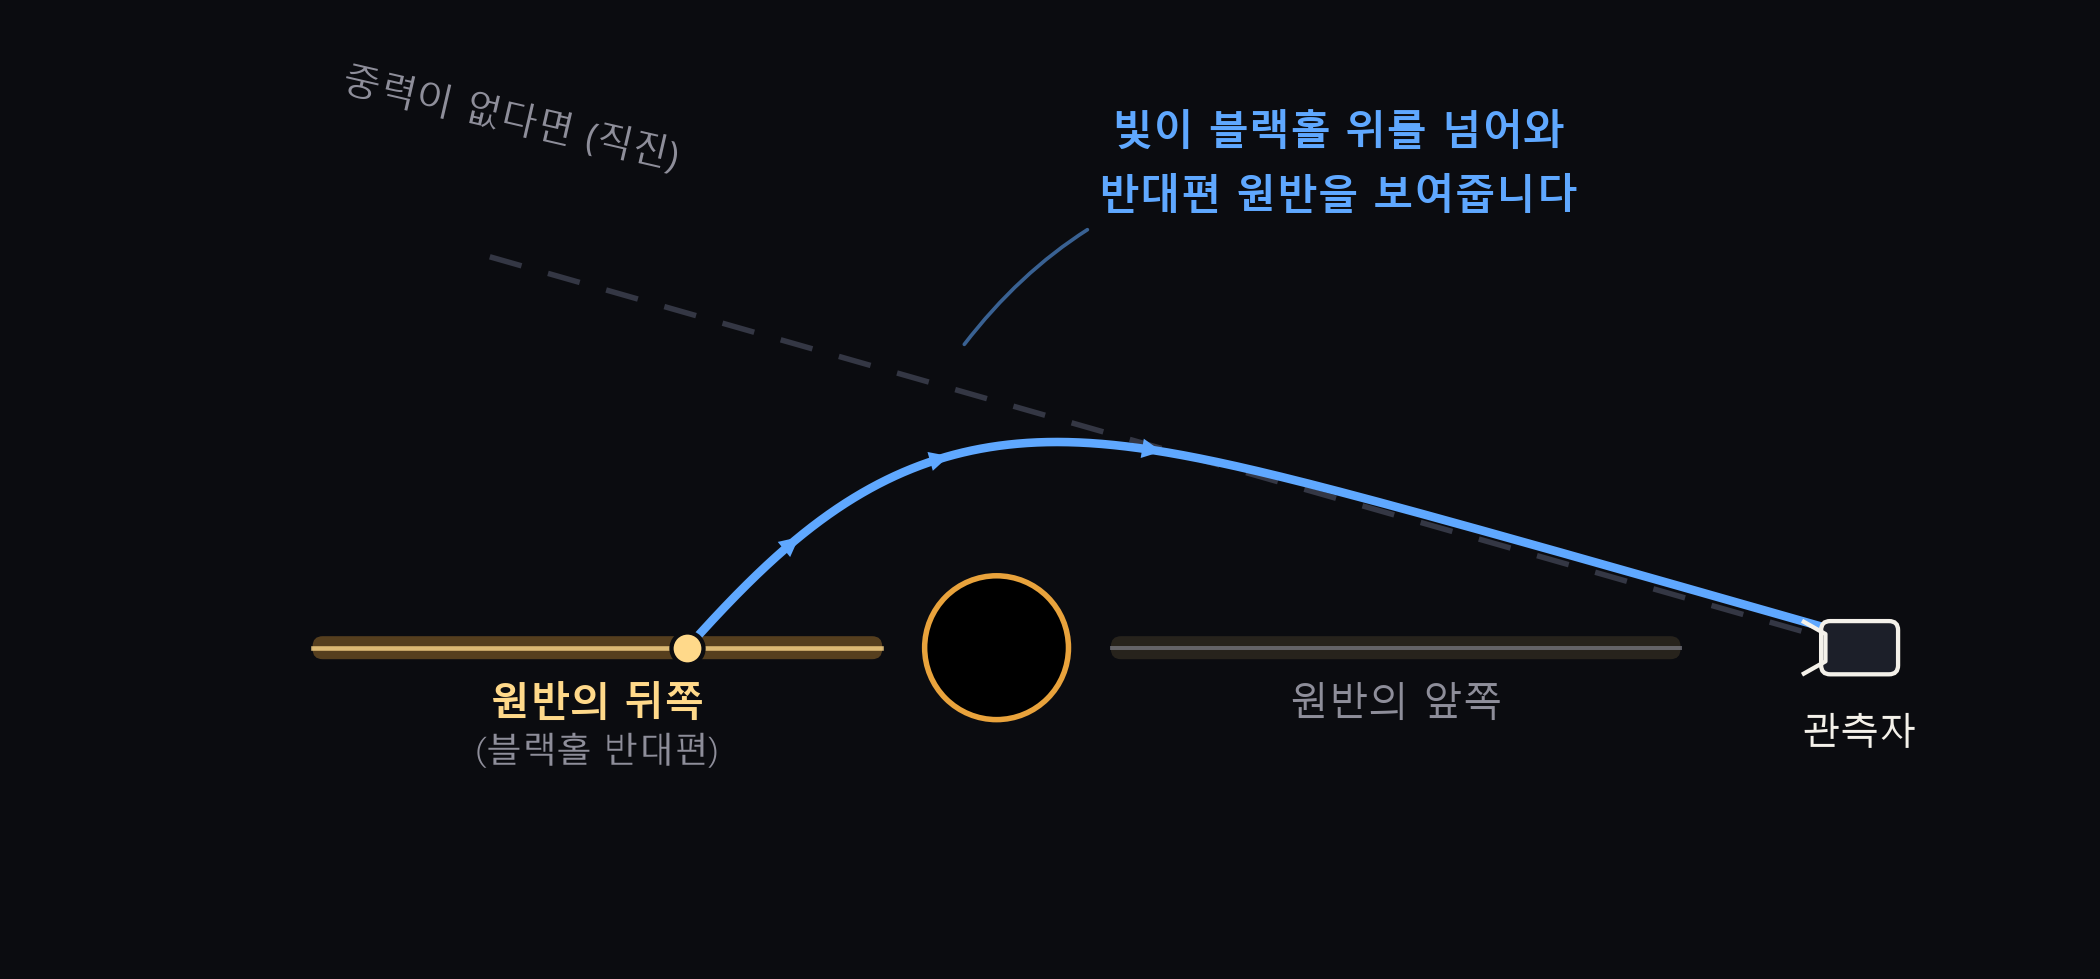 중력이 없다면 (직진)
빛이 블랙홀 위를 넘어와
반대편 원반을 보여줍니다
원반의 뒤쪽
(블랙홀 반대편)
원반의 앞쪽
관측자